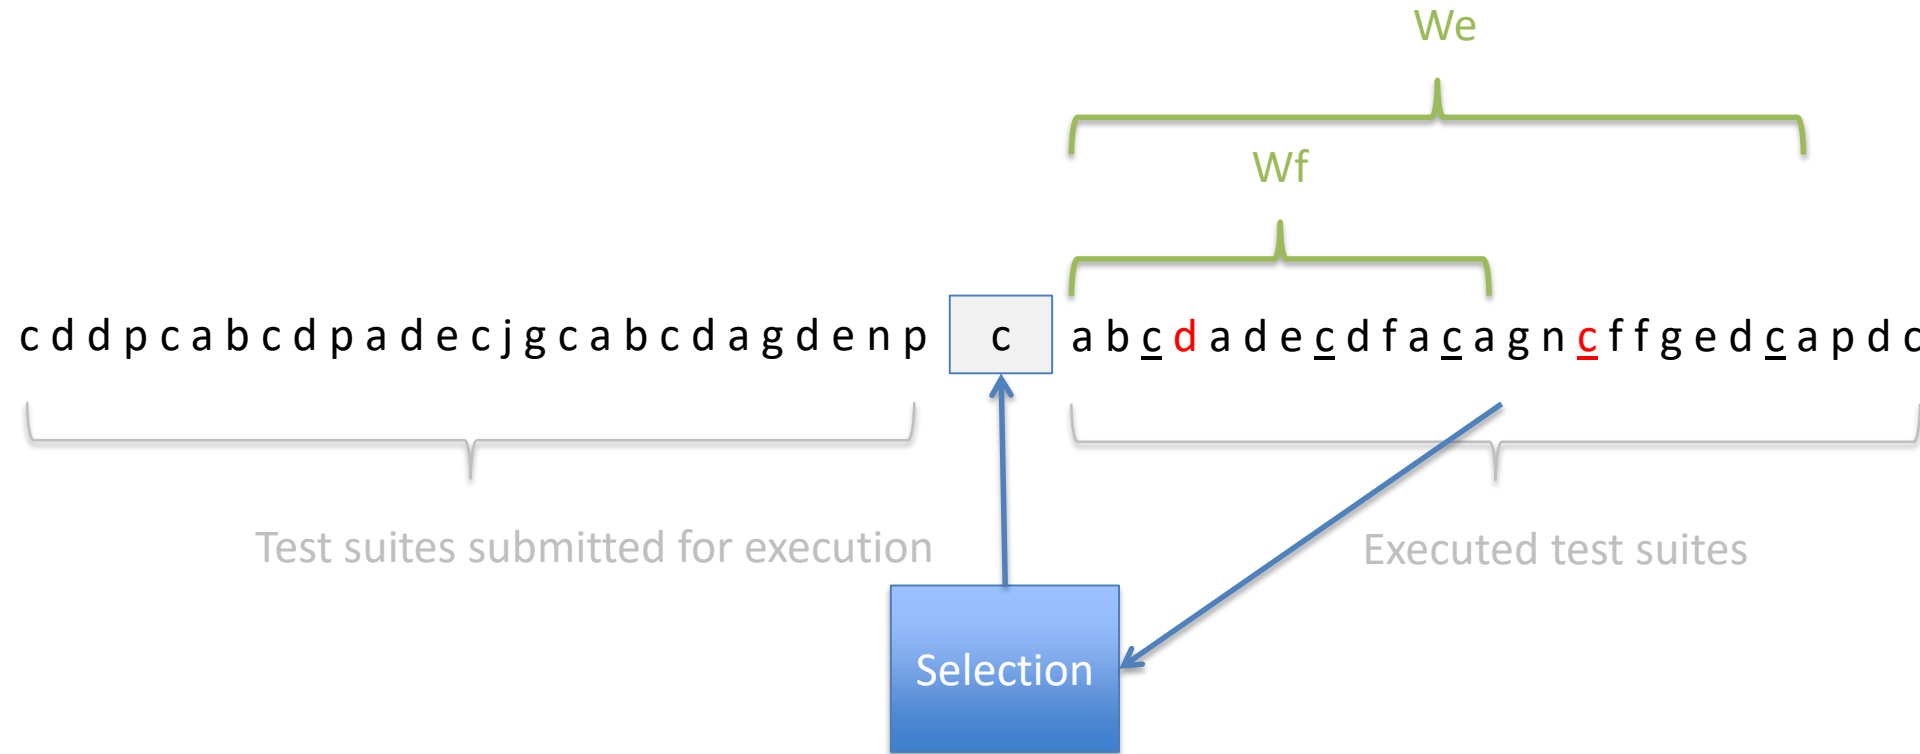 We
Wf
c d d p c a b c d p a d e c j g c a b c d a g d e n p c a b c d a d e c d f a c a g n c f f g e d c a p d c
Test suites submitted for execution
Executed test suites
Selection